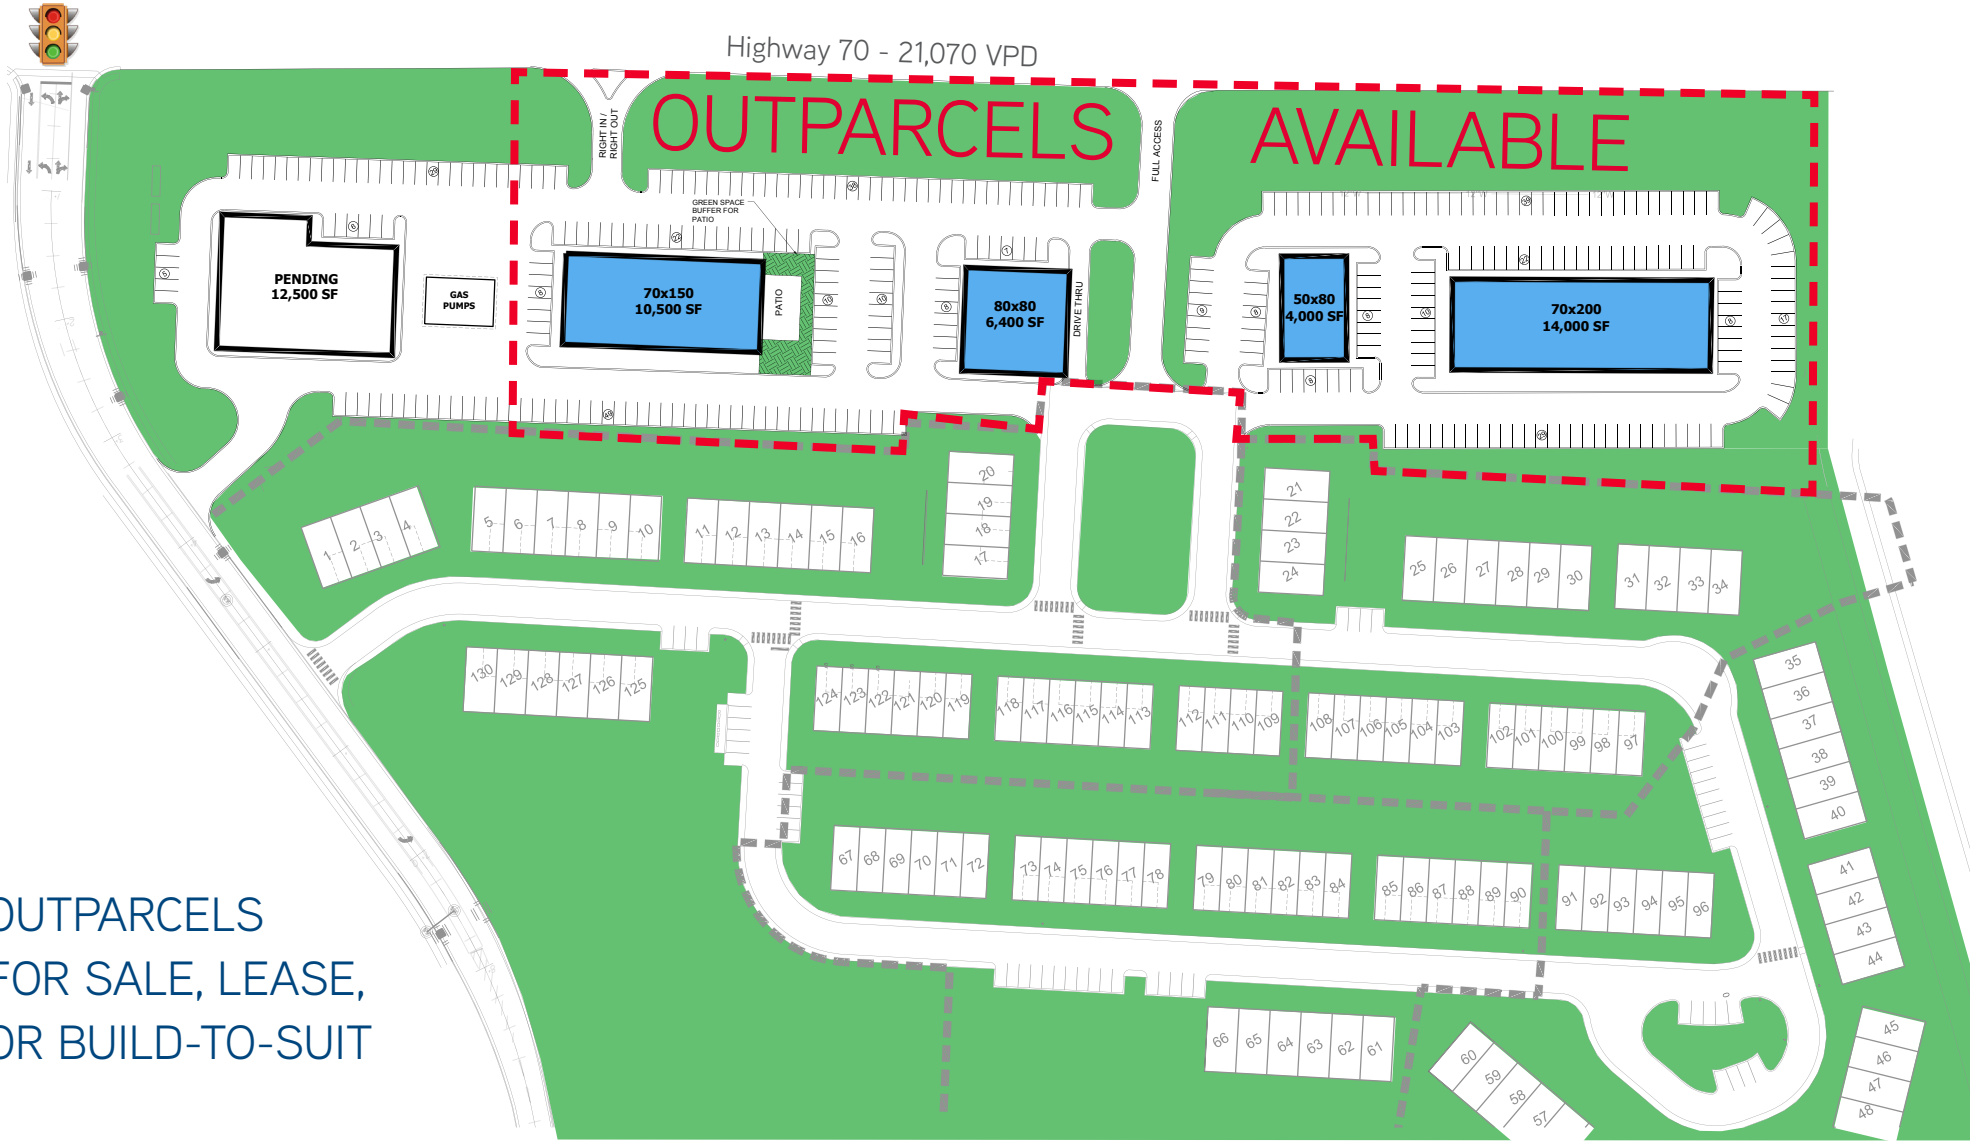 Highway 70 - 21,070 VPD
OUTPARCELS AVAILABLE
RIGHT IN /
RIGHT OUT
FULL ACCESS
GREEN SPACE
BUFFER FOR
PATIO
PENDING
12,500 SF
GAS
PUMPS
70x150
10,500 SF
PATIO
80x80
6,400 SF
DRIVE THRU
50x80
4,000 SF
70x200
14,000 SF
1 2 3 4
5 6 7 8 9 10
11 12 13 14 15 16
20
19
18
17
21
22
23
24
25 26 27 28 29 30
31 32 33 34
35
36
37
38
39
40
41
42
43
44
45
46
47
48
130 129 128 127 126 125
124 123 122 121 120 119
118 117 116 115 114 113
112 111 110 109
108 107 106 105 104 103
102 101 100 99 98 97
67 68 69 70 71 72
73 74 75 76 77 78
79 80 81 82 83 84
85 86 87 88 89 90
91 92 93 94 95 96
66 65 64 63 62 61
60
59
58
57
OUTPARCELS
FOR SALE, LEASE,
OR BUILD-TO-SUIT